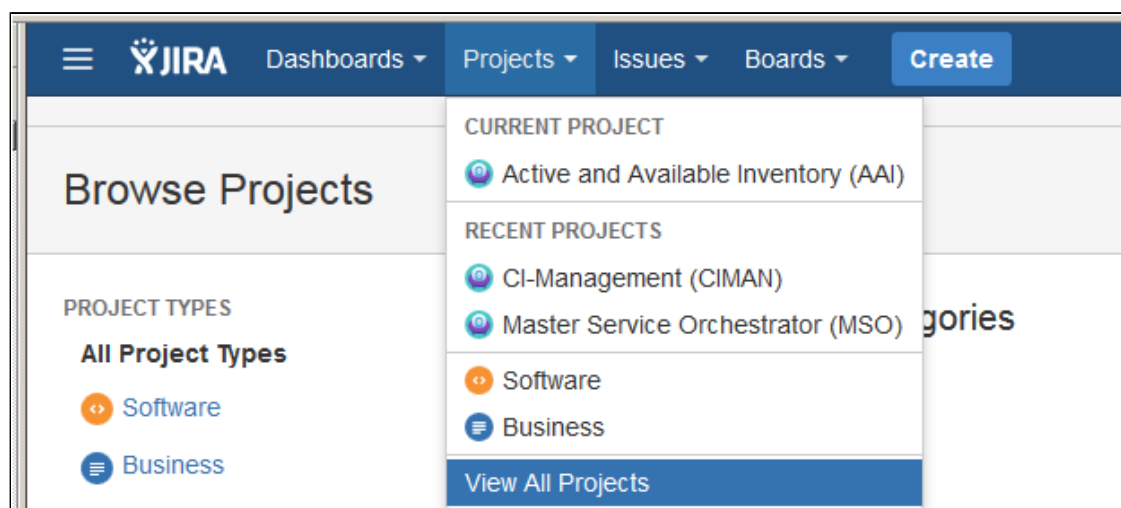 JIRA Dashboards Projects Issues Boards Create
CURRENT PROJECT
Active and Available Inventory (AAI)
RECENT PROJECTS
CI-Management (CIMAN)
Master Service Orchestrator (MSO)
Software
Business
View All Projects
Browse Projects
PROJECT TYPES
All Project Types
Software
Business
gories